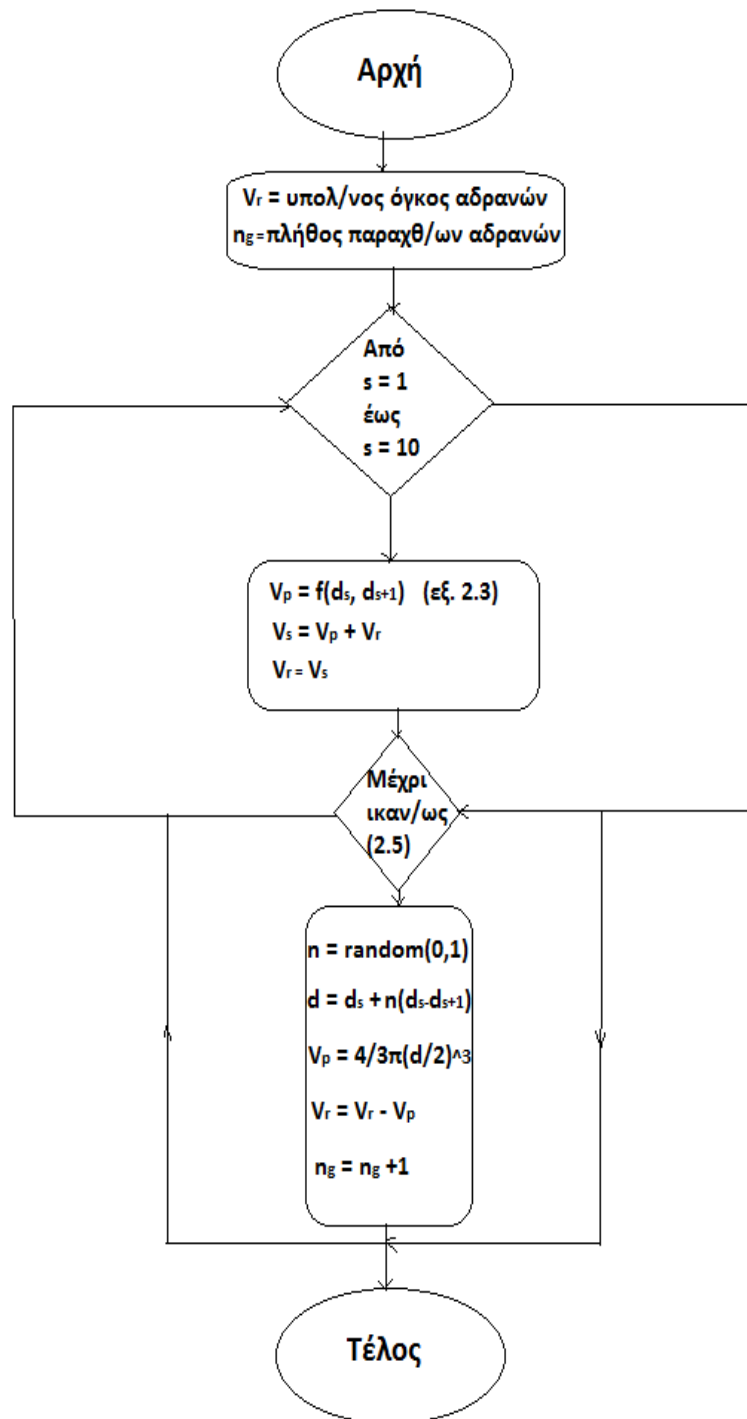 Αρχή
Vr = υπολ/νος όγκος αδρανών
ng = πλήθος παραχθ/ων αδρανών
Από
s = 1
έως
s = 10
Vp = f(ds, ds+1) (εξ. 2.3)
Vs = Vp + Vr
Vr = Vs
Μέχρι
ικαν/ως
(2.5)
n = random(0,1)
d = ds + n(ds-ds+1)
Vp = 4/3π(d/2)^3
Vr = Vr - Vp
ng = ng +1
Τέλος